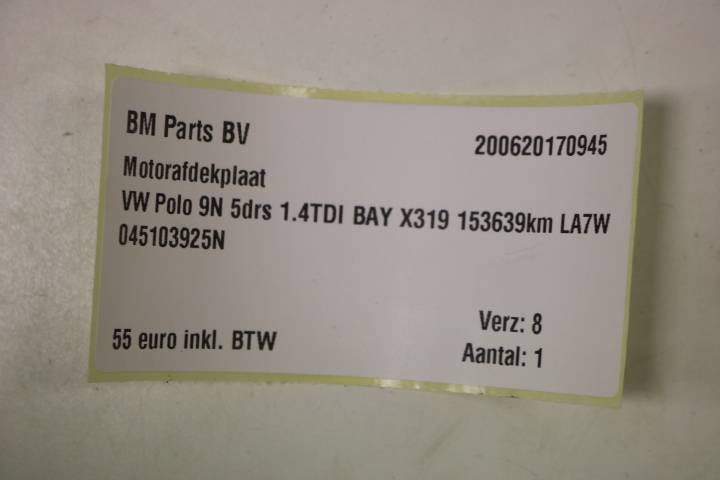 BM Parts BV
200620170945
Motorafdekplaat
VW Polo 9N 5drs 1.4TDI BAY X319 153639km LA7W
045103925N
Verz: 8
55 euro inkl. BTW
Aantal: 1